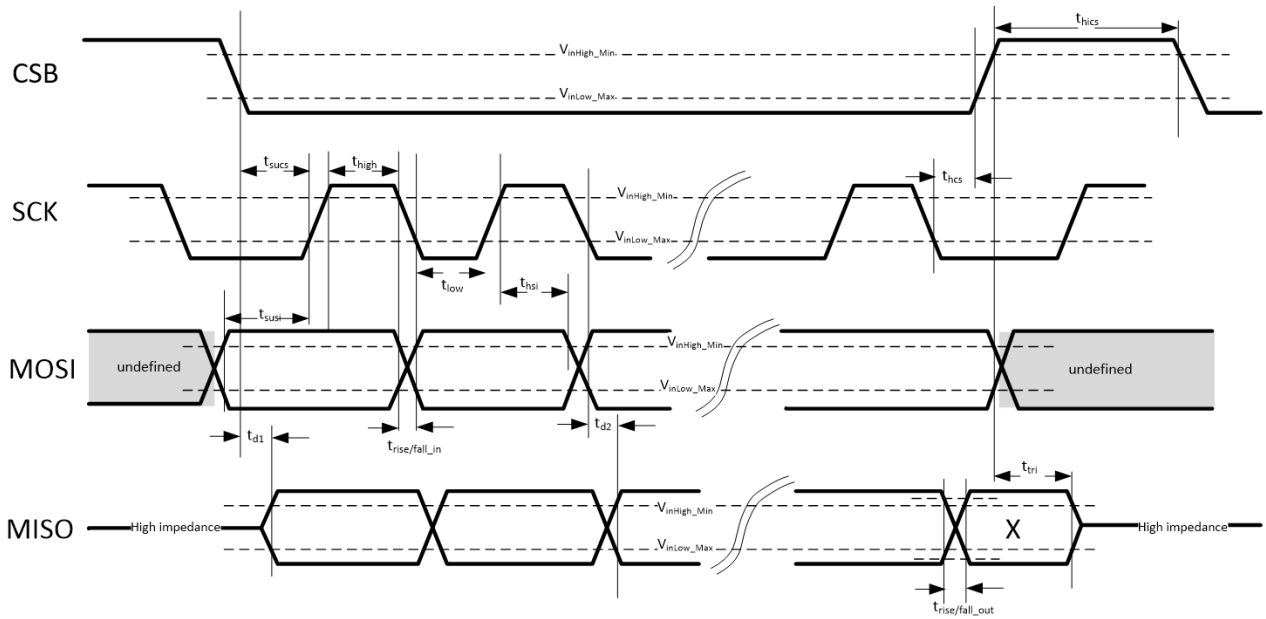 t_hics
V_inHigh_Min
CSB
V_inLow_Max
t_sucs
t_high
t_hcs
V_inHigh_Min
SCK
V_inLow_Max
t_low
t_hsi
t_susi
V_inHigh_Min
undefined
MOSI
undefined
V_inLow_Max
t_d1
t_d2
t_rise/fall_in
t_tri
V_inHigh_Min
High impedance
MISO
X
High impedance
V_inLow_Max
t_rise/fall_out